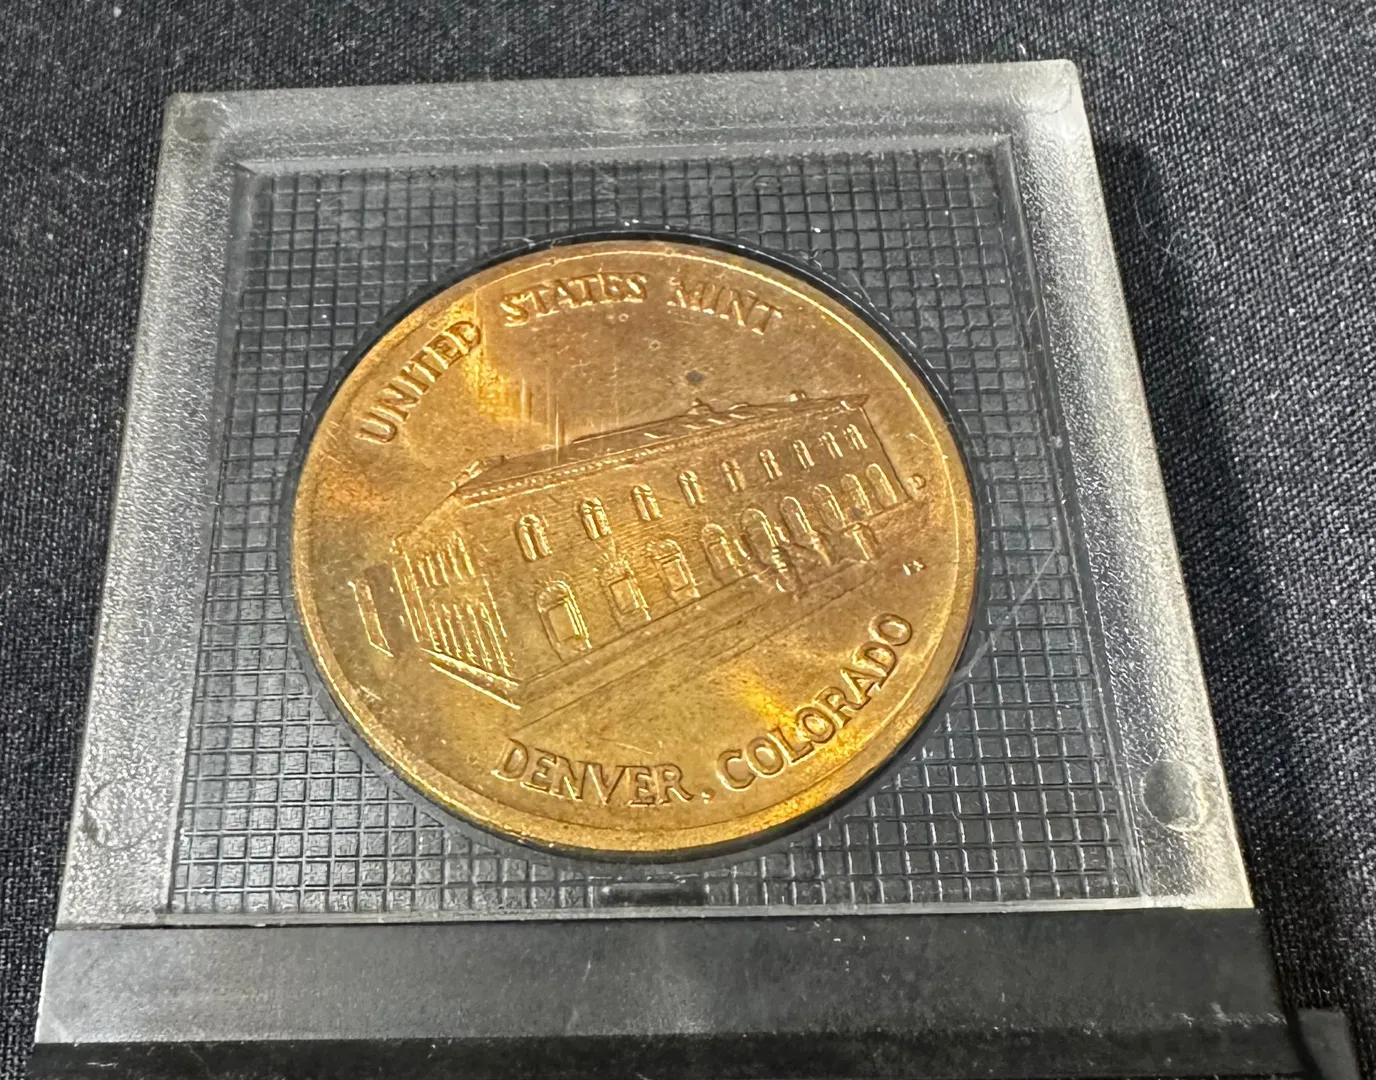 UNITED STATES MINT
D
DENVER, COLORADO